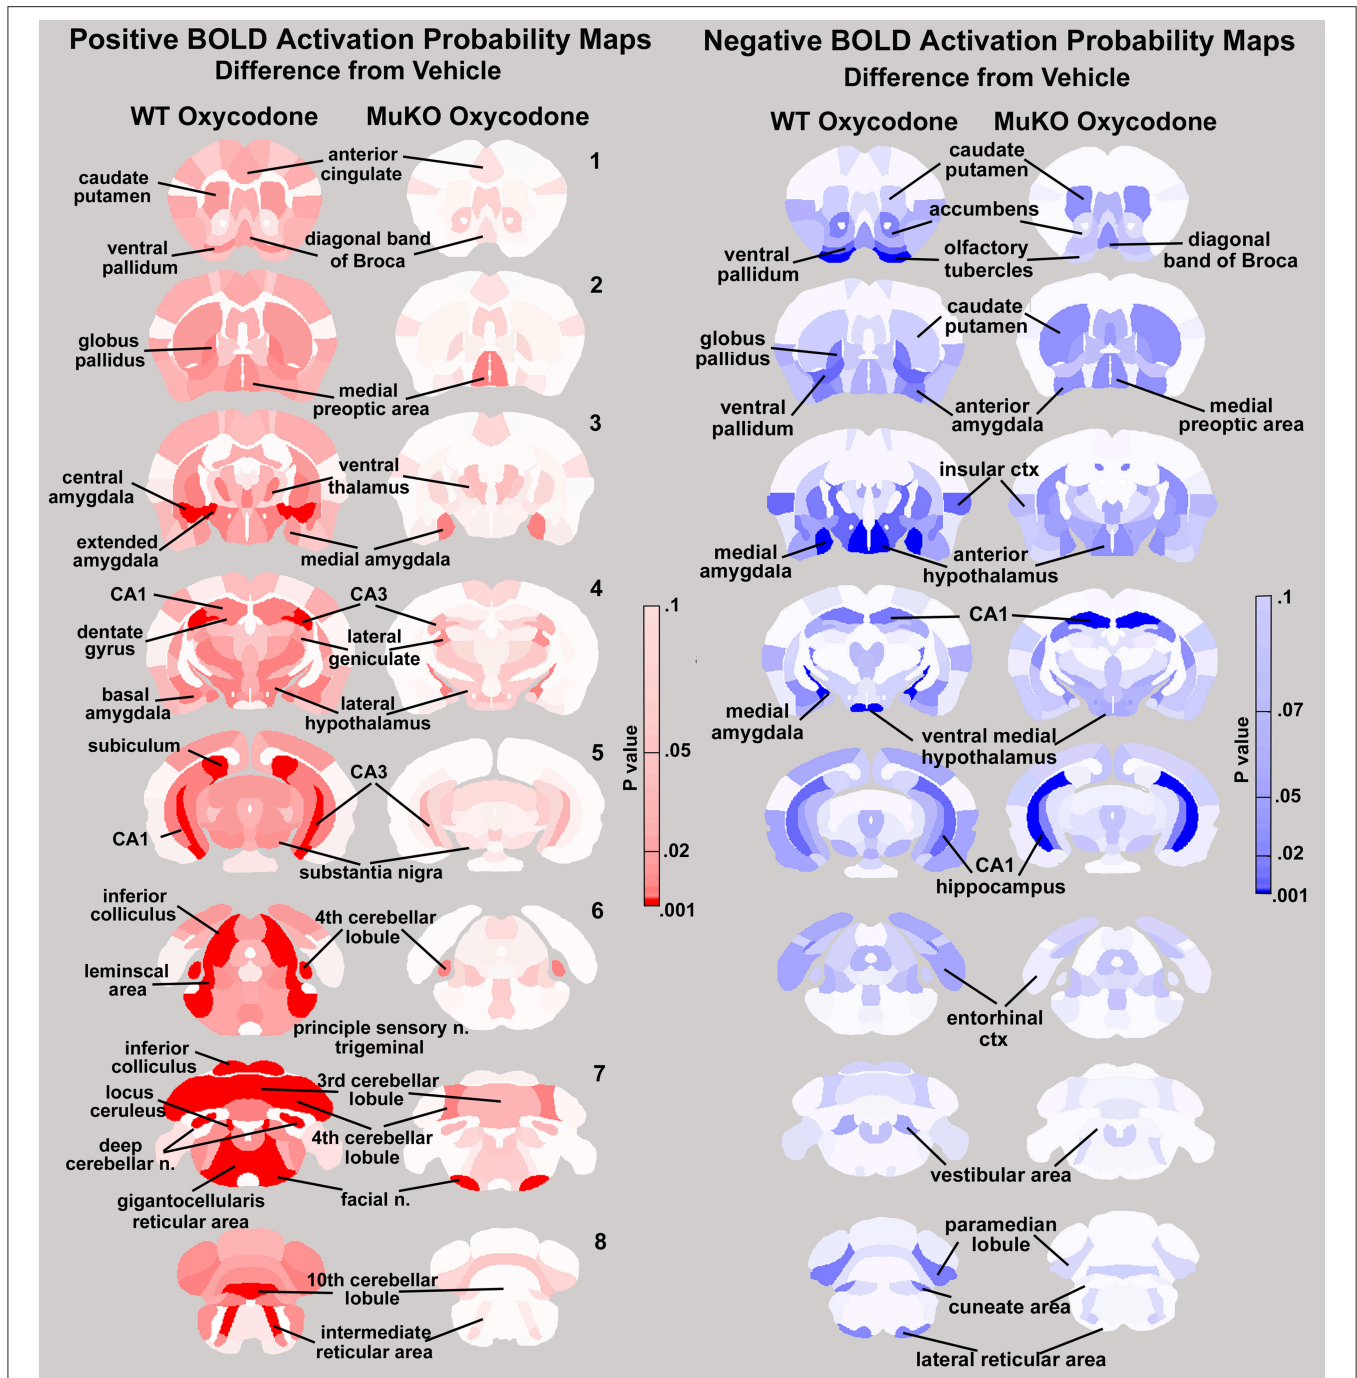 Positive BOLD Activation Probability Maps
Difference from Vehicle
WT Oxycodone
MuKO Oxycodone
1
anterior
cingulate
caudate
putamen
ventral
pallidum
diagonal band
of Broca
2
globus
pallidus
medial
preoptic area
3
central
amygdala
ventral
thalamus
extended
amygdala
medial amygdala
4
CA1
CA3
dentate
gyrus
lateral
geniculate
basal
amygdala
lateral
hypothalamus
5
subiculum
CA3
CA1
substantia nigra
6
inferior
colliculus
4th cerebellar
lobule
leminscal
area
principle sensory n.
trigeminal
7
inferior
colliculus
3rd cerebellar
lobule
locus
ceruleus
4th cerebellar
lobule
deep
cerebellar n.
gigantocellularis
reticular area
facial n.
8
10th cerebellar
lobule
intermediate
reticular area
P value
.1
.05
.02
.001
Negative BOLD Activation Probability Maps
Difference from Vehicle
WT Oxycodone
MuKO Oxycodone
caudate
putamen
accumbens
ventral
pallidum
olfactory
tubercles
diagonal
band of Broca
caudate
putamen
globus
pallidus
ventral
pallidum
anterior
amygdala
medial
preoptic area
insular ctx
medial
amygdala
anterior
hypothalamus
CA1
medial
amygdala
ventral medial
hypothalamus
CA1
hippocampus
entorhinal
ctx
vestibular area
paramedian
lobule
cuneate area
lateral reticular area
P value
.1
.07
.05
.02
.001